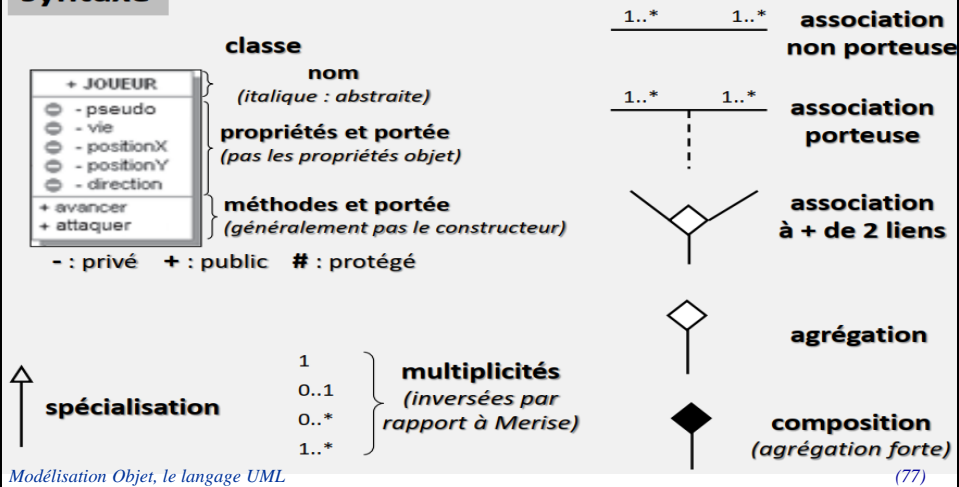 syntaxe
classe
+ JOUEUR
- pseudo
- vie
- positionX
- positionY
- direction
+ avancer
+ attaquer
nom
(italique : abstraite)
propriétés et portée
(pas les propriétés objet)
méthodes et portée
(généralement pas le constructeur)
- : privé + : public # : protégé
spécialisation
1
0..1
0..*
1..*
multiplicités
(inversées par
rapport à Merise)
1..* 1..*
association
non porteuse
1..* 1..*
association
porteuse
association
à + de 2 liens
agrégation
composition
(agrégation forte)
Modélisation Objet, le langage UML (77)